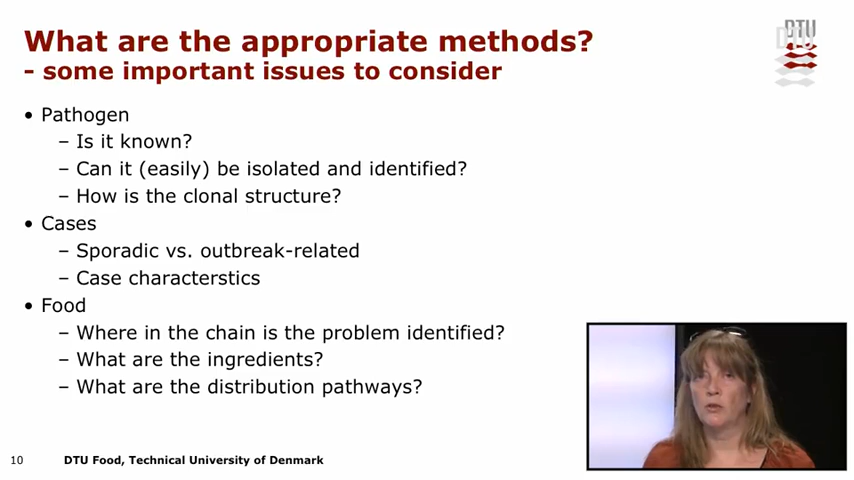 What are the appropriate methods?
- some important issues to consider
DTU
• Pathogen
– Is it known?
– Can it (easily) be isolated and identified?
– How is the clonal structure?
• Cases
– Sporadic vs. outbreak-related
– Case characterstics
• Food
– Where in the chain is the problem identified?
– What are the ingredients?
– What are the distribution pathways?
10 DTU Food, Technical University of Denmark